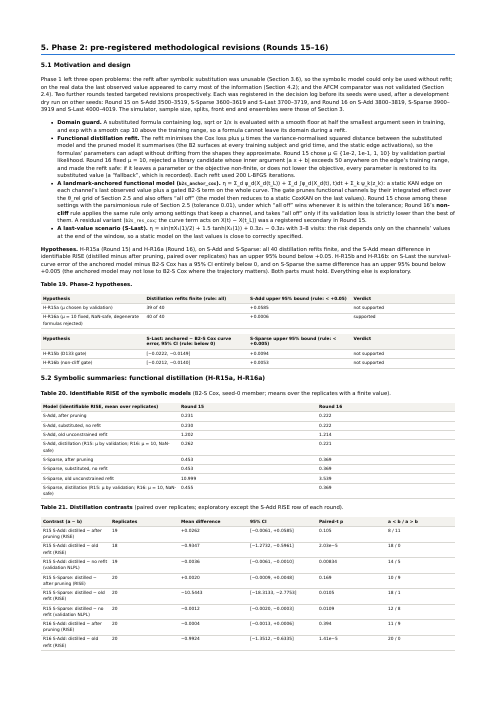 5. Phase 2: pre-registered methodological revisions (Rounds 15–16)
5.1 Motivation and design
Phase 1 left three open problems: the refit after symbolic substitution was unusable (Section 3.6), so the symbolic model could only be used without refit;
on the real data the last observed value appeared to carry most of the information (Section 4.2); and the AFCM comparator was not validated (Section
2.4). Two further rounds tested targeted revisions prospectively. Each was registered in the decision log before its seeds were used, after a development
dry run on other seeds: Round 15 on S-Add 3500–3519, S-Sparse 3600–3619 and S-Last 3700–3719, and Round 16 on S-Add 3800–3819, S-Sparse 3900–
3919 and S-Last 4000–4019. The simulator, sample size, splits, front end and ensembles were those of Section 3.
• Domain guard. A substituted formula containing log, sqrt or 1/x is evaluated with a smooth floor at half the smallest argument seen in training,
and exp with a smooth cap 10 above the training range, so a formula cannot leave its domain during a refit.
• Functional distillation refit. The refit minimises the Cox loss plus μ times the variance-normalised squared distance between the substituted
model and the pruned model it summarises (the B2 surfaces at every training subject and grid time, and the static edge activations), so the
formulas' parameters can adapt without drifting from the shapes they approximate. Round 15 chose μ ∈ {1e-2, 1e-1, 1, 10} by validation partial
likelihood. Round 16 fixed μ = 10, rejected a library candidate whose inner argument |a x + b| exceeds 50 anywhere on the edge's training range,
and made the refit safe: if it leaves a parameter or the objective non-finite, or does not lower the objective, every parameter is restored to its
substituted value (a "fallback", which is recorded). Each refit used 200 L-BFGS iterations.
• A landmark-anchored functional model (b2s_anchor_cox). η = Σ_d φ_d(X_d(t_L)) + Σ_d ∫ψ_d(X_d(t), t)dt + Σ_k ψ_k(z_k): a static KAN edge on
each channel's last observed value plus a gated B2-S term on the whole curve. The gate prunes functional channels by their integrated effect over
the θ_rel grid of Section 2.5 and also offers "all off" (the model then reduces to a static CoxKAN on the last values). Round 15 chose among these
settings with the parsimonious rule of Section 2.5 (tolerance 0.01), under which "all off" wins whenever it is within the tolerance; Round 16's non-
cliff rule applies the same rule only among settings that keep a channel, and takes "all off" only if its validation loss is strictly lower than the best of
them. A residual variant (b2s_res_cox; the curve term acts on X(t) − X(t_L)) was a registered secondary in Round 15.
• A last-value scenario (S-Last). η = sin(πX₁(1)/2) + 1.5 tanh(X₂(1)) + 0.3z₁ − 0.3z₂ with 3–8 visits: the risk depends only on the channels' values
at the end of the window, so a static model on the last values is close to correctly specified.
Hypotheses. H-R15a (Round 15) and H-R16a (Round 16), on S-Add and S-Sparse: all 40 distillation refits finite, and the S-Add mean difference in
identifiable RISE (distilled minus after pruning, paired over replicates) has an upper 95% bound below +0.05. H-R15b and H-R16b: on S-Last the survival-
curve error of the anchored model minus B2-S Cox has a 95% CI entirely below 0, and on S-Sparse the same difference has an upper 95% bound below
+0.005 (the anchored model may not lose to B2-S Cox where the trajectory matters). Both parts must hold. Everything else is exploratory.
Table 19. Phase-2 hypotheses.
Hypothesis Distillation refits finite (rule: all) S-Add upper 95% bound (rule: < +0.05) Verdict
H-R15a (μ chosen by validation) 39 of 40 +0.0585 not supported
H-R16a (μ = 10 fixed, NaN-safe, degenerate 40 of 40 +0.0006 supported
formulas rejected)
Hypothesis S-Last: anchored − B2-S Cox curve S-Sparse upper 95% bound (rule: < Verdict
error, 95% CI (rule: below 0) +0.005)
H-R15b (D133 gate) [−0.0222, −0.0149] +0.0094 not supported
H-R16b (non-cliff gate) [−0.0212, −0.0140] +0.0053 not supported
5.2 Symbolic summaries: functional distillation (H-R15a, H-R16a)
Table 20. Identifiable RISE of the symbolic models (B2-S Cox, seed-0 member; means over the replicates with a finite value).
Model (identifiable RISE, mean over replicates) Round 15 Round 16
S-Add, after pruning 0.231 0.222
S-Add, substituted, no refit 0.230 0.222
S-Add, old unconstrained refit 1.202 1.214
S-Add, distillation (R15: μ by validation; R16: μ = 10, NaN- 0.262 0.221
safe)
S-Sparse, after pruning 0.453 0.369
S-Sparse, substituted, no refit 0.453 0.369
S-Sparse, old unconstrained refit 10.999 3.539
S-Sparse, distillation (R15: μ by validation; R16: μ = 10, NaN- 0.455 0.369
safe)
Table 21. Distillation contrasts (paired over replicates; exploratory except the S-Add RISE row of each round).
Contrast (a − b) Replicates Mean difference 95% CI Paired-t p a < b / a > b
R15 S-Add: distilled − after 19 +0.0262 [−0.0061, +0.0585] 0.105 8 / 11
pruning (RISE)
R15 S-Add: distilled − old 18 −0.9347 [−1.2732, −0.5961] 2.03e−5 18 / 0
refit (RISE)
R15 S-Add: distilled − no refit 19 −0.0036 [−0.0061, −0.0010] 0.00834 14 / 5
(validation NLPL)
R15 S-Sparse: distilled − 20 +0.0020 [−0.0009, +0.0048] 0.169 10 / 9
after pruning (RISE)
R15 S-Sparse: distilled − old 20 −10.5443 [−18.3133, −2.7753] 0.0105 18 / 1
refit (RISE)
R15 S-Sparse: distilled − no 20 −0.0012 [−0.0020, −0.0003] 0.0109 12 / 8
refit (validation NLPL)
R16 S-Add: distilled − after 20 −0.0004 [−0.0013, +0.0006] 0.394 11 / 9
pruning (RISE)
R16 S-Add: distilled − old 20 −0.9924 [−1.3512, −0.6335] 1.41e−5 20 / 0
refit (RISE)